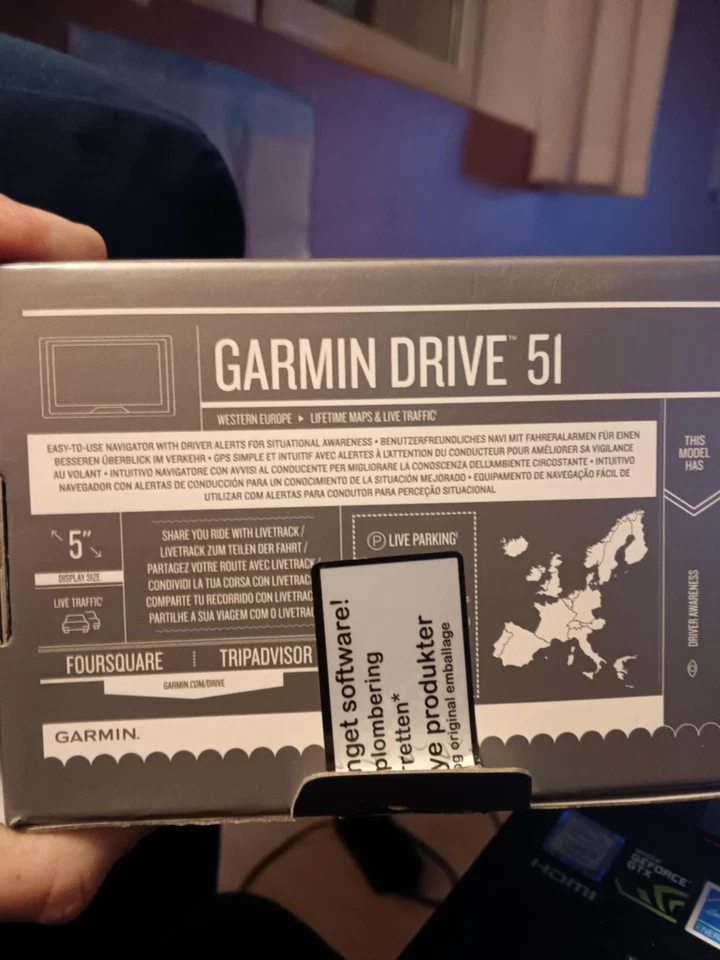 GARMIN DRIVE™ 51
WESTERN EUROPE ▸ LIFETIME MAPS & LIVE TRAFFIC¹
EASY-TO-USE NAVIGATOR WITH DRIVER ALERTS FOR SITUATIONAL AWARENESS • BENUTZERFREUNDLICHES NAVI MIT FAHRERALARMEN FÜR EINEN
BESSEREN ÜBERBLICK IM VERKEHR • GPS SIMPLE ET INTUITIF AVEC ALERTES À L'ATTENTION DU CONDUCTEUR POUR AMÉLIORER SA VIGILANCE
AU VOLANT • INTUITIVO NAVIGATORE CON AVVISI AL CONDUCENTE PER MIGLIORARE LA CONOSCENZA DELL'AMBIENTE CIRCOSTANTE • INTUITIVO
NAVEGADOR CON ALERTAS DE CONDUCCIÓN PARA UN CONOCIMIENTO DE LA SITUACIÓN MEJORADO • EQUIPAMENTO DE NAVEGAÇÃO FÁCIL DE
UTILIZAR COM ALERTAS PARA CONDUTOR PARA PERCEÇÃO SITUACIONAL
THIS
MODEL
HAS
5"
DISPLAY SIZE
LIVE TRAFFIC¹
SHARE YOU RIDE WITH LIVETRACK /
LIVETRACK ZUM TEILEN DER FAHRT /
PARTAGEZ VOTRE ROUTE AVEC LIVETRACK /
CONDIVIDI LA TUA CORSA CON LIVETRAC
COMPARTE TU RECORRIDO CON LIVETRAC
PARTILHE A SUA VIAGEM COM O LIVETRA
P LIVE PARKING¹
DRIVER AWARENESS
FOURSQUARE
TRIPADVISOR
GARMIN.COM/DRIVE
GARMIN.
nget software!
plombering
retten*
ye produkter
og original emballage
intel
HDMI
GEFORCE
GTX